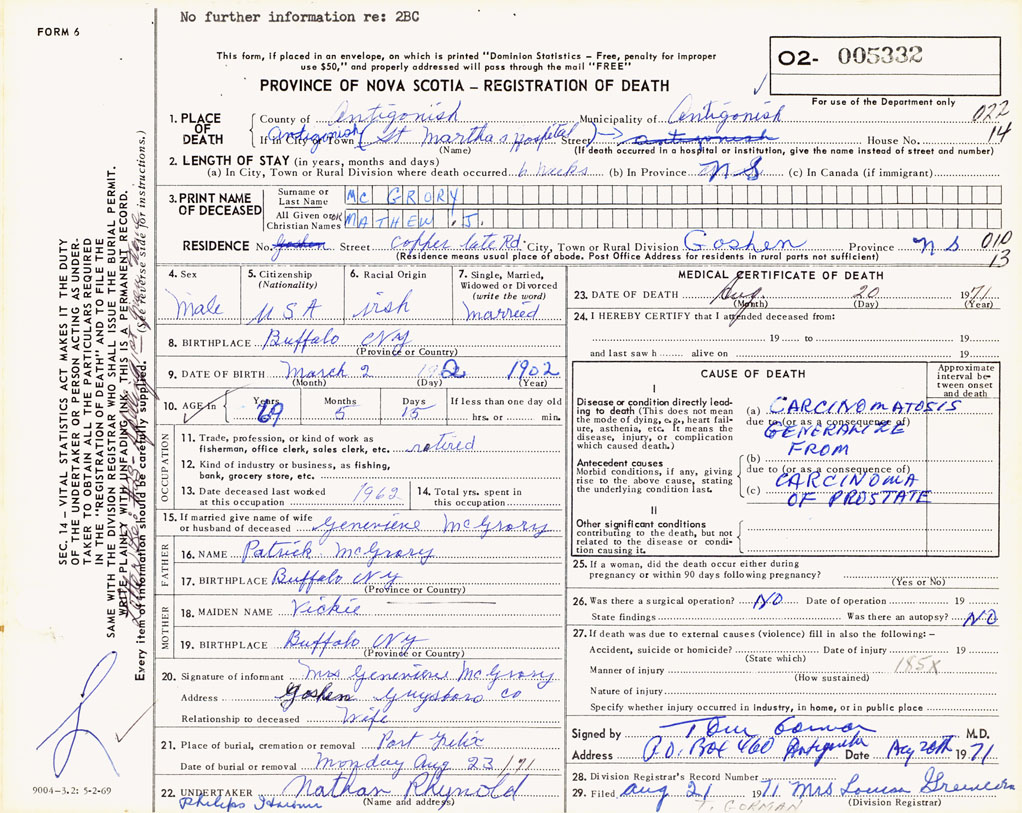 No further information re: 2BC
FORM 6
This form, if placed in an envelope, on which is printed "Dominion Statistics – Free, penalty for improper
use $50," and properly addressed will pass through the mail "FREE"
O2- 005332
PROVINCE OF NOVA SCOTIA – REGISTRATION OF DEATH
For use of the Department only
1. PLACE OF DEATH
County of Antigonish Municipality of Antigonish 022
If in City or Town Antigonish (St Martha's Hospital Street) → Antigonish House No. 14
(Name) (If death occurred in a hospital or institution, give the name instead of street and number)
2. LENGTH OF STAY (in years, months and days)
(a) In City, Town or Rural Division where death occurred 6 weeks (b) In Province NS (c) In Canada (if immigrant)
3. PRINT NAME OF DECEASED
Surname or Last Name Mc GRORY
All Given or Christian Names MATHEW .J.
RESIDENCE No. Goshen Street Copper Lake Rd City, Town or Rural Division Goshen Province NS 010
(Residence means usual place of abode. Post Office Address for residents in rural parts not sufficient) 13
4. Sex
Male
5. Citizenship
(Nationality)
USA
6. Racial Origin
irsh
7. Single, Married,
Widowed or Divorced
(write the word)
Marreed
8. BIRTHPLACE Buffalo NY
(Province or Country)
9. DATE OF BIRTH March 2 1902
(Month) (Day) (Year)
10. AGE in Years Months Days If less than one day old
69 5 15 hrs. or min.
OCCUPATION
11. Trade, profession, or kind of work as
fisherman, office clerk, sales clerk, etc. retired
12. Kind of industry or business, as fishing,
bank, grocery store, etc.
13. Date deceased last worked
at this occupation 1962
14. Total yrs. spent in
this occupation
15. If married give name of wife
or husband of deceased Genevieve McGrory
FATHER
16. NAME Patrick McGrory
17. BIRTHPLACE Buffalo NY
(Province or Country)
MOTHER
18. MAIDEN NAME Vickie
19. BIRTHPLACE Buffalo NY
(Province or Country)
20. Signature of informant Mrs Genevieve McGrory
Address Goshen Guysboro Co
Relationship to deceased Wife
21. Place of burial, cremation or removal Port Felix
Date of burial or removal Monday Aug 23/71
22. UNDERTAKER Nathan Rhynold
(Name and address)
Philips Harbour
MEDICAL CERTIFICATE OF DEATH
23. DATE OF DEATH Aug. 20 1971
(Month) (Day) (Year)
24. I HEREBY CERTIFY that I attended deceased from:
19 to 19
and last saw h alive on 19
CAUSE OF DEATH
Approximate interval between onset and death
I
Disease or condition directly leading to death (This does not mean the mode of dying, e.g., heart failure, asthenia, etc. It means the disease, injury, or complication which caused death.)
(a) CARCINOMATOSIS
due to (or as a consequence of)
GENERALIZE
FROM
Antecedent causes
Morbid conditions, if any, giving rise to the above cause, stating the underlying condition last.
(b)
due to (or as a consequence of)
CARCINOMA
(c) OF PROSTATE
II
Other significant conditions
contributing to the death, but not related to the disease or condition causing it.
25. If a woman, did the death occur either during
pregnancy or within 90 days following pregnancy?
(Yes or No)
26. Was there a surgical operation? NO Date of operation 19
State findings Was there an autopsy? NO
27. If death was due to external causes (violence) fill in also the following: –
Accident, suicide or homicide? Date of injury 19
(State which)
Manner of injury 185X
(How sustained)
Nature of injury
Specify whether injury occurred in industry, in home, or in public place
Signed by Tom Gorman M.D.
Address P.O. Box 460 Antigonish Date Aug 20th 1971
28. Division Registrar's Record Number
29. Filed Aug 21 1971 Mrs Louisa
(Division Registrar)
T. GORMAN
SEC. 14 – VITAL STATISTICS ACT MAKES IT THE DUTY
OF THE UNDERTAKER OR PERSON ACTING AS UNDERTAKER TO OBTAIN ALL THE PARTICULARS REQUIRED
IN THE "REGISTRATION OF DEATH" AND TO FILE THE
SAME WITH THE DIVISION REGISTRAR WHO SHALL ISSUE THE BURIAL PERMIT.
WRITE PLAINLY WITH UNFADING INK. THIS IS A PERMANENT RECORD.
Every item of information should be carefully supplied. – (See reverse side for instructions.)
9004-3.2: 5-2-69